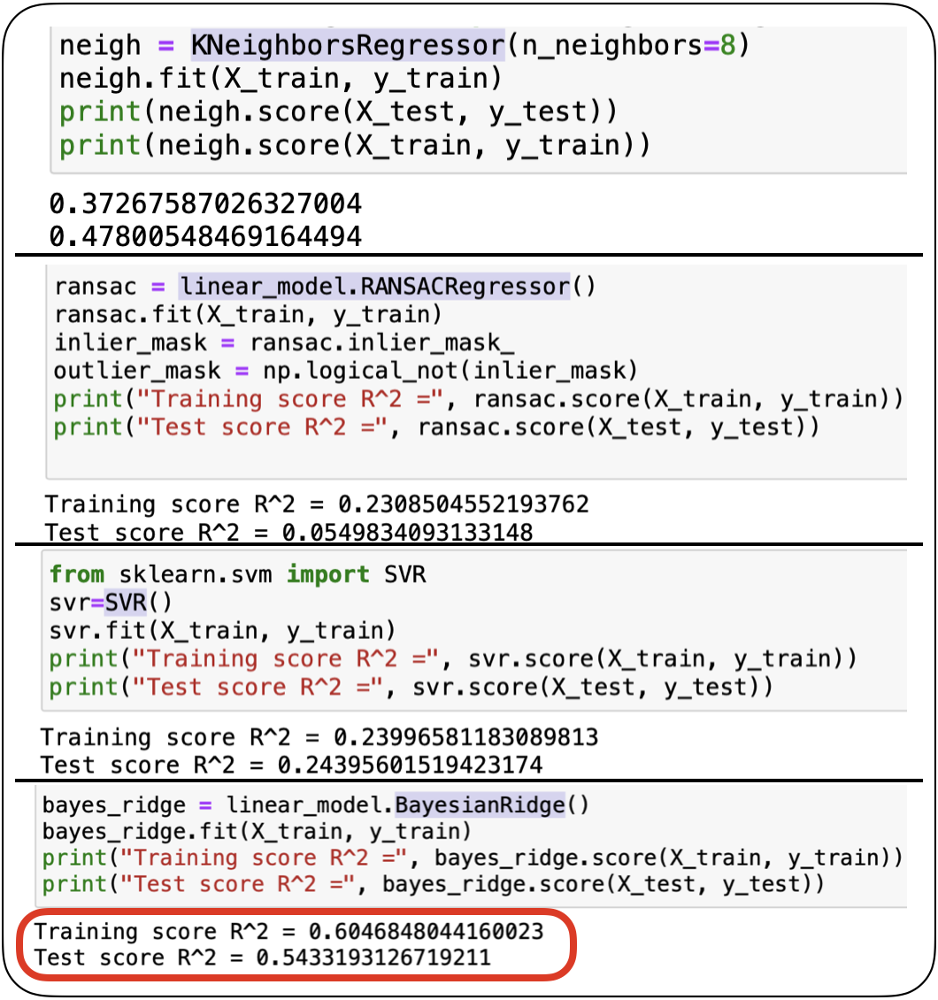 neigh = KNeighborsRegressor(n_neighbors=8)
neigh.fit(X_train, y_train)
print(neigh.score(X_test, y_test))
print(neigh.score(X_train, y_train))
0.37267587026327004
0.47800548469164494
ransac = linear_model.RANSACRegressor()
ransac.fit(X_train, y_train)
inlier_mask = ransac.inlier_mask_
outlier_mask = np.logical_not(inlier_mask)
print("Training score R^2 =", ransac.score(X_train, y_train))
print("Test score R^2 =", ransac.score(X_test, y_test))
Training score R^2 = 0.2308504552193762
Test score R^2 = 0.0549834093133148
from sklearn.svm import SVR
svr=SVR()
svr.fit(X_train, y_train)
print("Training score R^2 =", svr.score(X_train, y_train))
print("Test score R^2 =", svr.score(X_test, y_test))
Training score R^2 = 0.23996581183089813
Test score R^2 = 0.24395601519423174
bayes_ridge = linear_model.BayesianRidge()
bayes_ridge.fit(X_train, y_train)
print("Training score R^2 =", bayes_ridge.score(X_train, y_train))
print("Test score R^2 =", bayes_ridge.score(X_test, y_test))
Training score R^2 = 0.6046848044160023
Test score R^2 = 0.5433193126719211